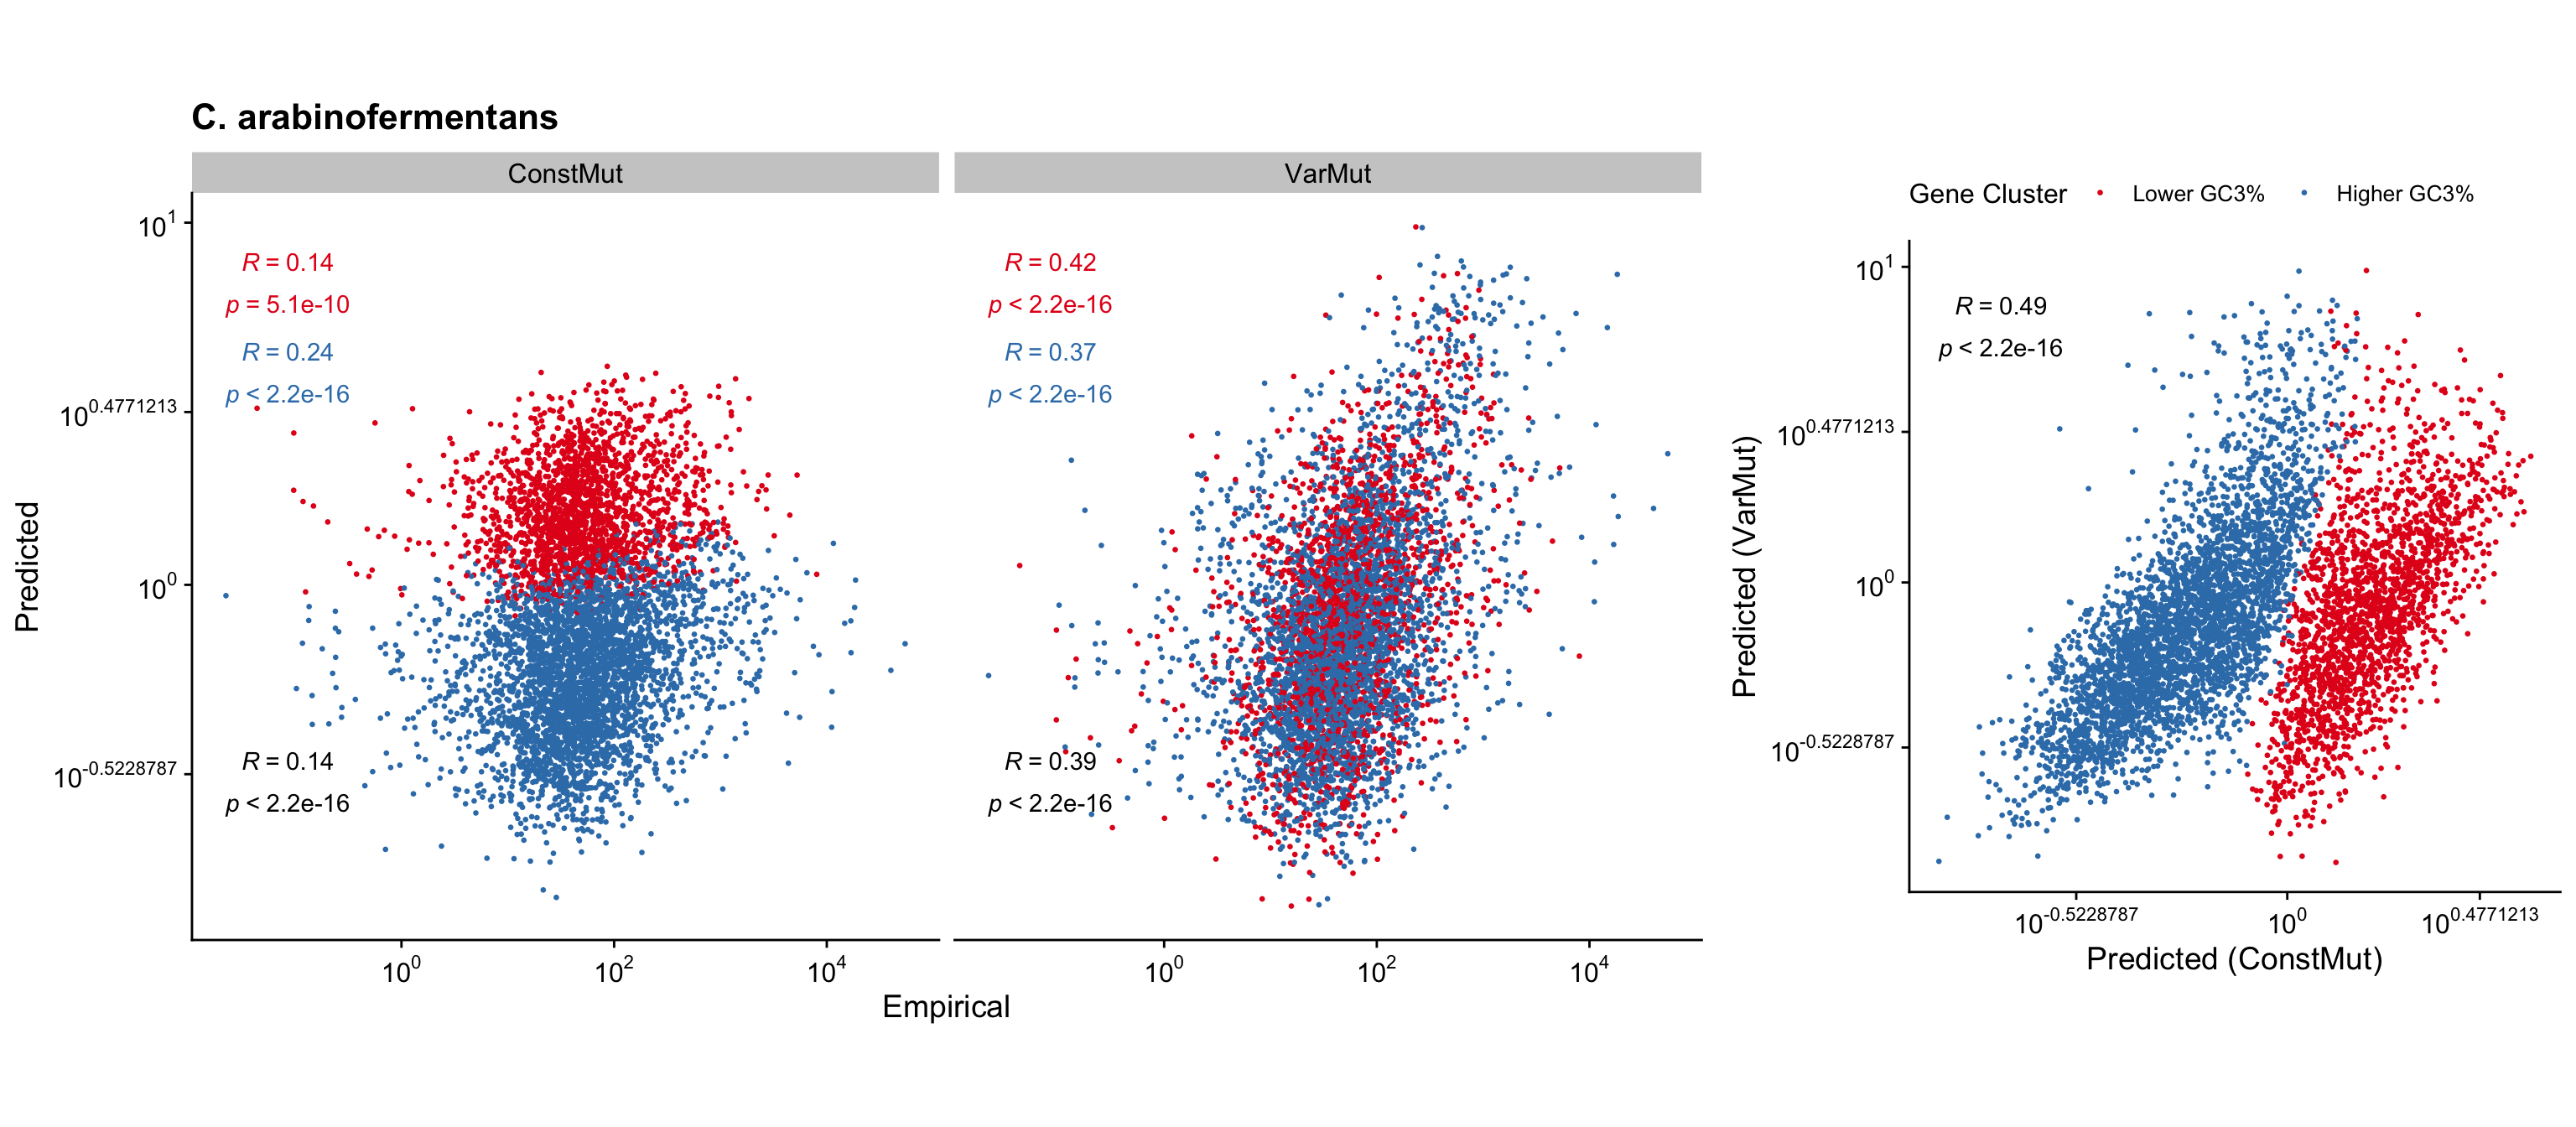 C. arabinofermentans
ConstMut
VarMut
Gene Cluster Lower GC3% Higher GC3%
10^1
10^0.4771213
10^0
10^-0.5228787
Predicted
R = 0.14
p = 5.1e-10
R = 0.24
p < 2.2e-16
R = 0.14
p < 2.2e-16
R = 0.42
p < 2.2e-16
R = 0.37
p < 2.2e-16
R = 0.39
p < 2.2e-16
10^0 10^2 10^4
10^0 10^2 10^4
Empirical
10^1
10^0.4771213
10^0
10^-0.5228787
Predicted (VarMut)
R = 0.49
p < 2.2e-16
10^-0.5228787 10^0 10^0.4771213
Predicted (ConstMut)